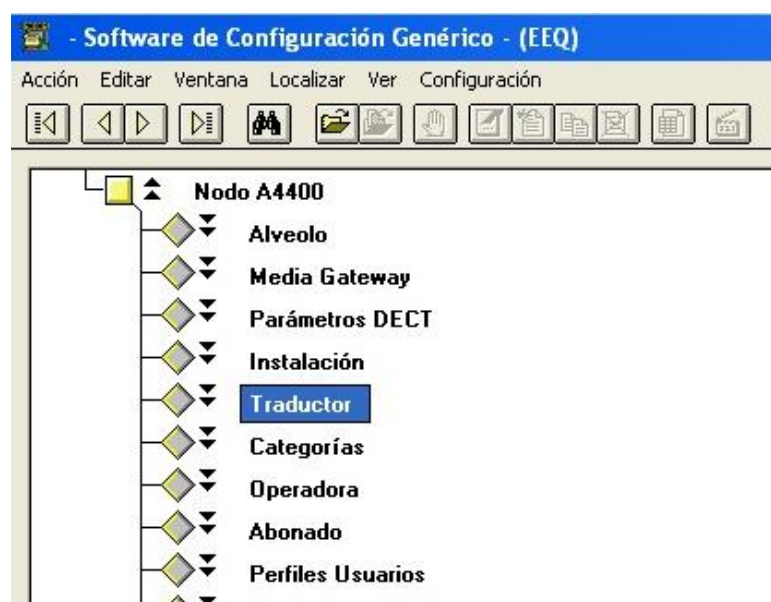 - Software de Configuración Genérico - (EEQ)
Acción Editar Ventana Localizar Ver Configuración
Nodo A4400
Alveolo
Media Gateway
Parámetros DECT
Instalación
Traductor
Categorías
Operadora
Abonado
Perfiles Usuarios